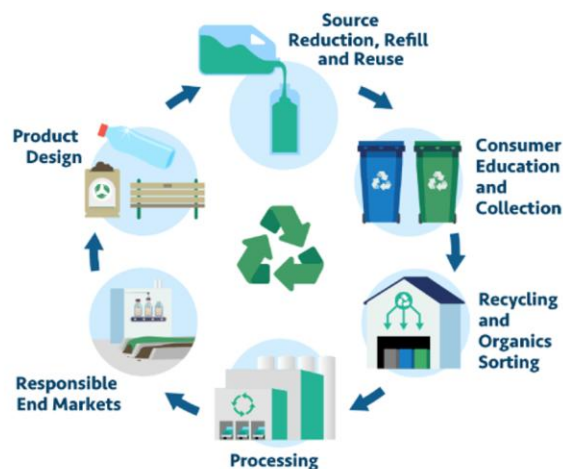 Source
Reduction, Refill
and Reuse
Consumer
Education
and
Collection
Recycling
and
Organics
Sorting
Processing
Responsible
End Markets
Product
Design